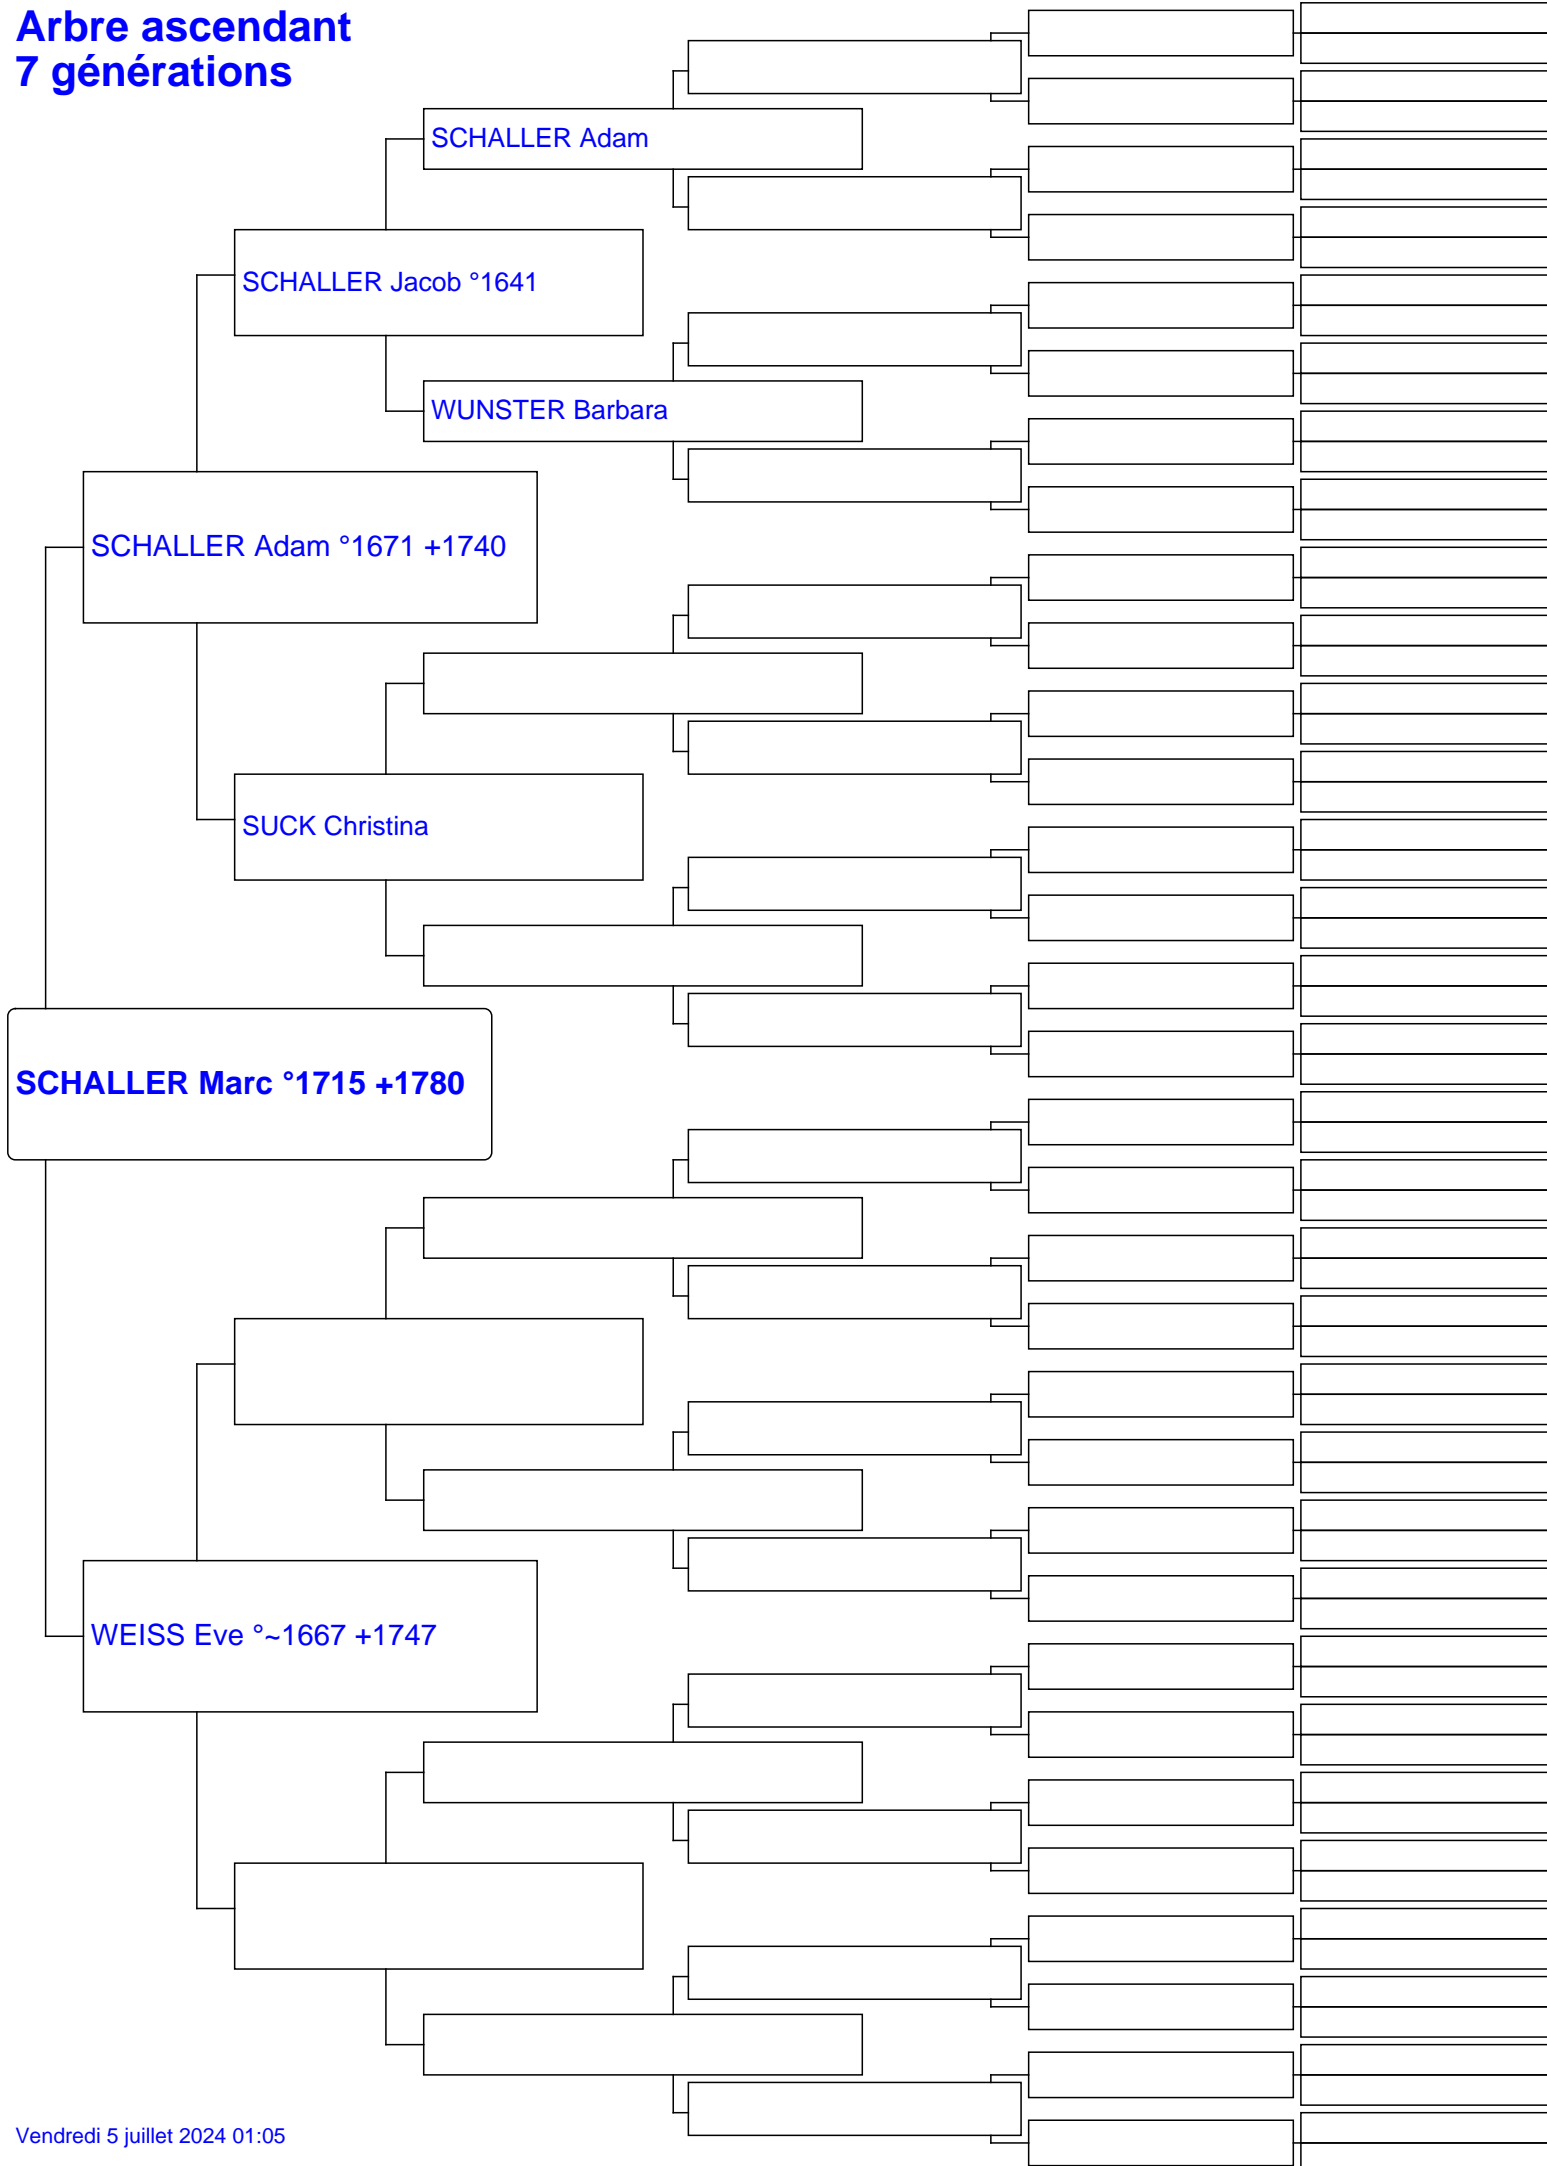 Arbre ascendant
7 générations
SCHALLER Adam
SCHALLER Jacob °1641
WUNSTER Barbara
SCHALLER Adam °1671 +1740
SUCK Christina
SCHALLER Marc °1715 +1780
WEISS Eve °~1667 +1747
Vendredi 5 juillet 2024 01:05